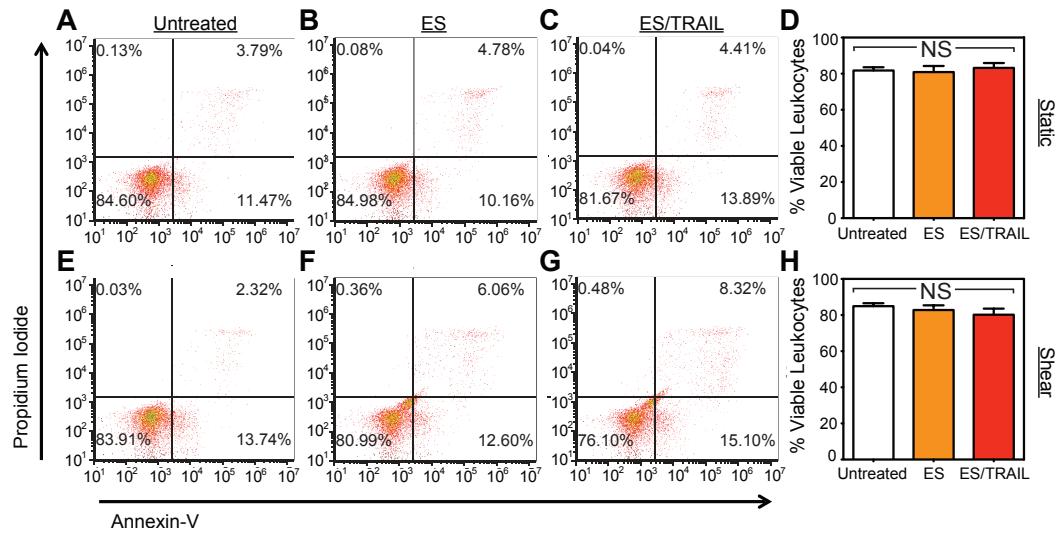 A Untreated B ES C ES/TRAIL D
10⁷ 10⁶ 10⁵ 10⁴ 10³ 10² 10¹
0.13% 3.79%
84.60% 11.47%
10¹ 10² 10³ 10⁴ 10⁵ 10⁶ 10⁷
10⁷ 10⁶ 10⁵ 10⁴ 10³ 10² 10¹
0.08% 4.78%
84.98% 10.16%
10¹ 10² 10³ 10⁴ 10⁵ 10⁶ 10⁷
10⁷ 10⁶ 10⁵ 10⁴ 10³ 10² 10¹
0.04% 4.41%
81.67% 13.89%
10¹ 10² 10³ 10⁴ 10⁵ 10⁶ 10⁷
% Viable Leukocytes
100 80 60 40 20 0
NS
Untreated ES ES/TRAIL
Static
E F G H
10⁷ 10⁶ 10⁵ 10⁴ 10³ 10² 10¹
0.03% 2.32%
83.91% 13.74%
10¹ 10² 10³ 10⁴ 10⁵ 10⁶ 10⁷
10⁷ 10⁶ 10⁵ 10⁴ 10³ 10² 10¹
0.36% 6.06%
80.99% 12.60%
10¹ 10² 10³ 10⁴ 10⁵ 10⁶ 10⁷
10⁷ 10⁶ 10⁵ 10⁴ 10³ 10² 10¹
0.48% 8.32%
76.10% 15.10%
10¹ 10² 10³ 10⁴ 10⁵ 10⁶ 10⁷
% Viable Leukocytes
100 80 60 40 20 0
NS
Untreated ES ES/TRAIL
Shear
Propidium Iodide
Annexin-V